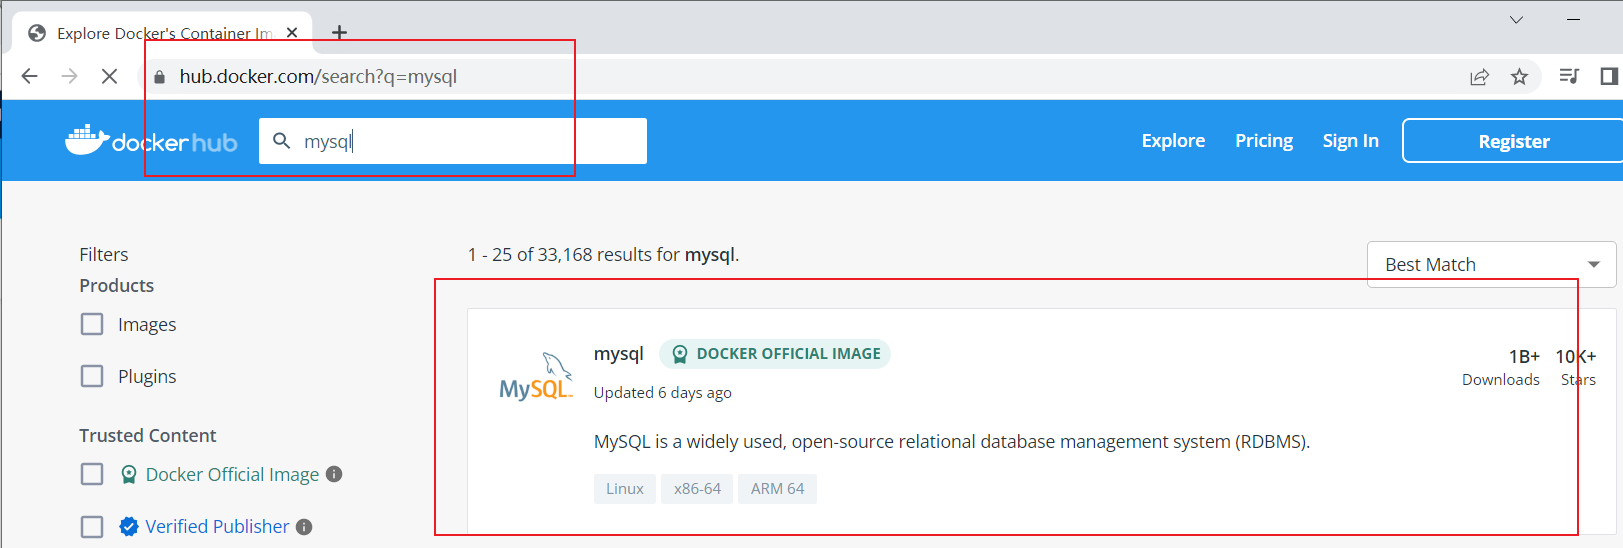 Explore Docker's Container Im
hub.docker.com/search?q=mysql
dockerhub
mysql
Explore
Pricing
Sign In
Register
Filters
1 - 25 of 33,168 results for mysql.
Best Match
Products
Images
Plugins
Trusted Content
Docker Official Image
Verified Publisher
MySQL
mysql
DOCKER OFFICIAL IMAGE
Updated 6 days ago
1B+
Downloads
10K+
Stars
MySQL is a widely used, open-source relational database management system (RDBMS).
Linux
x86-64
ARM 64